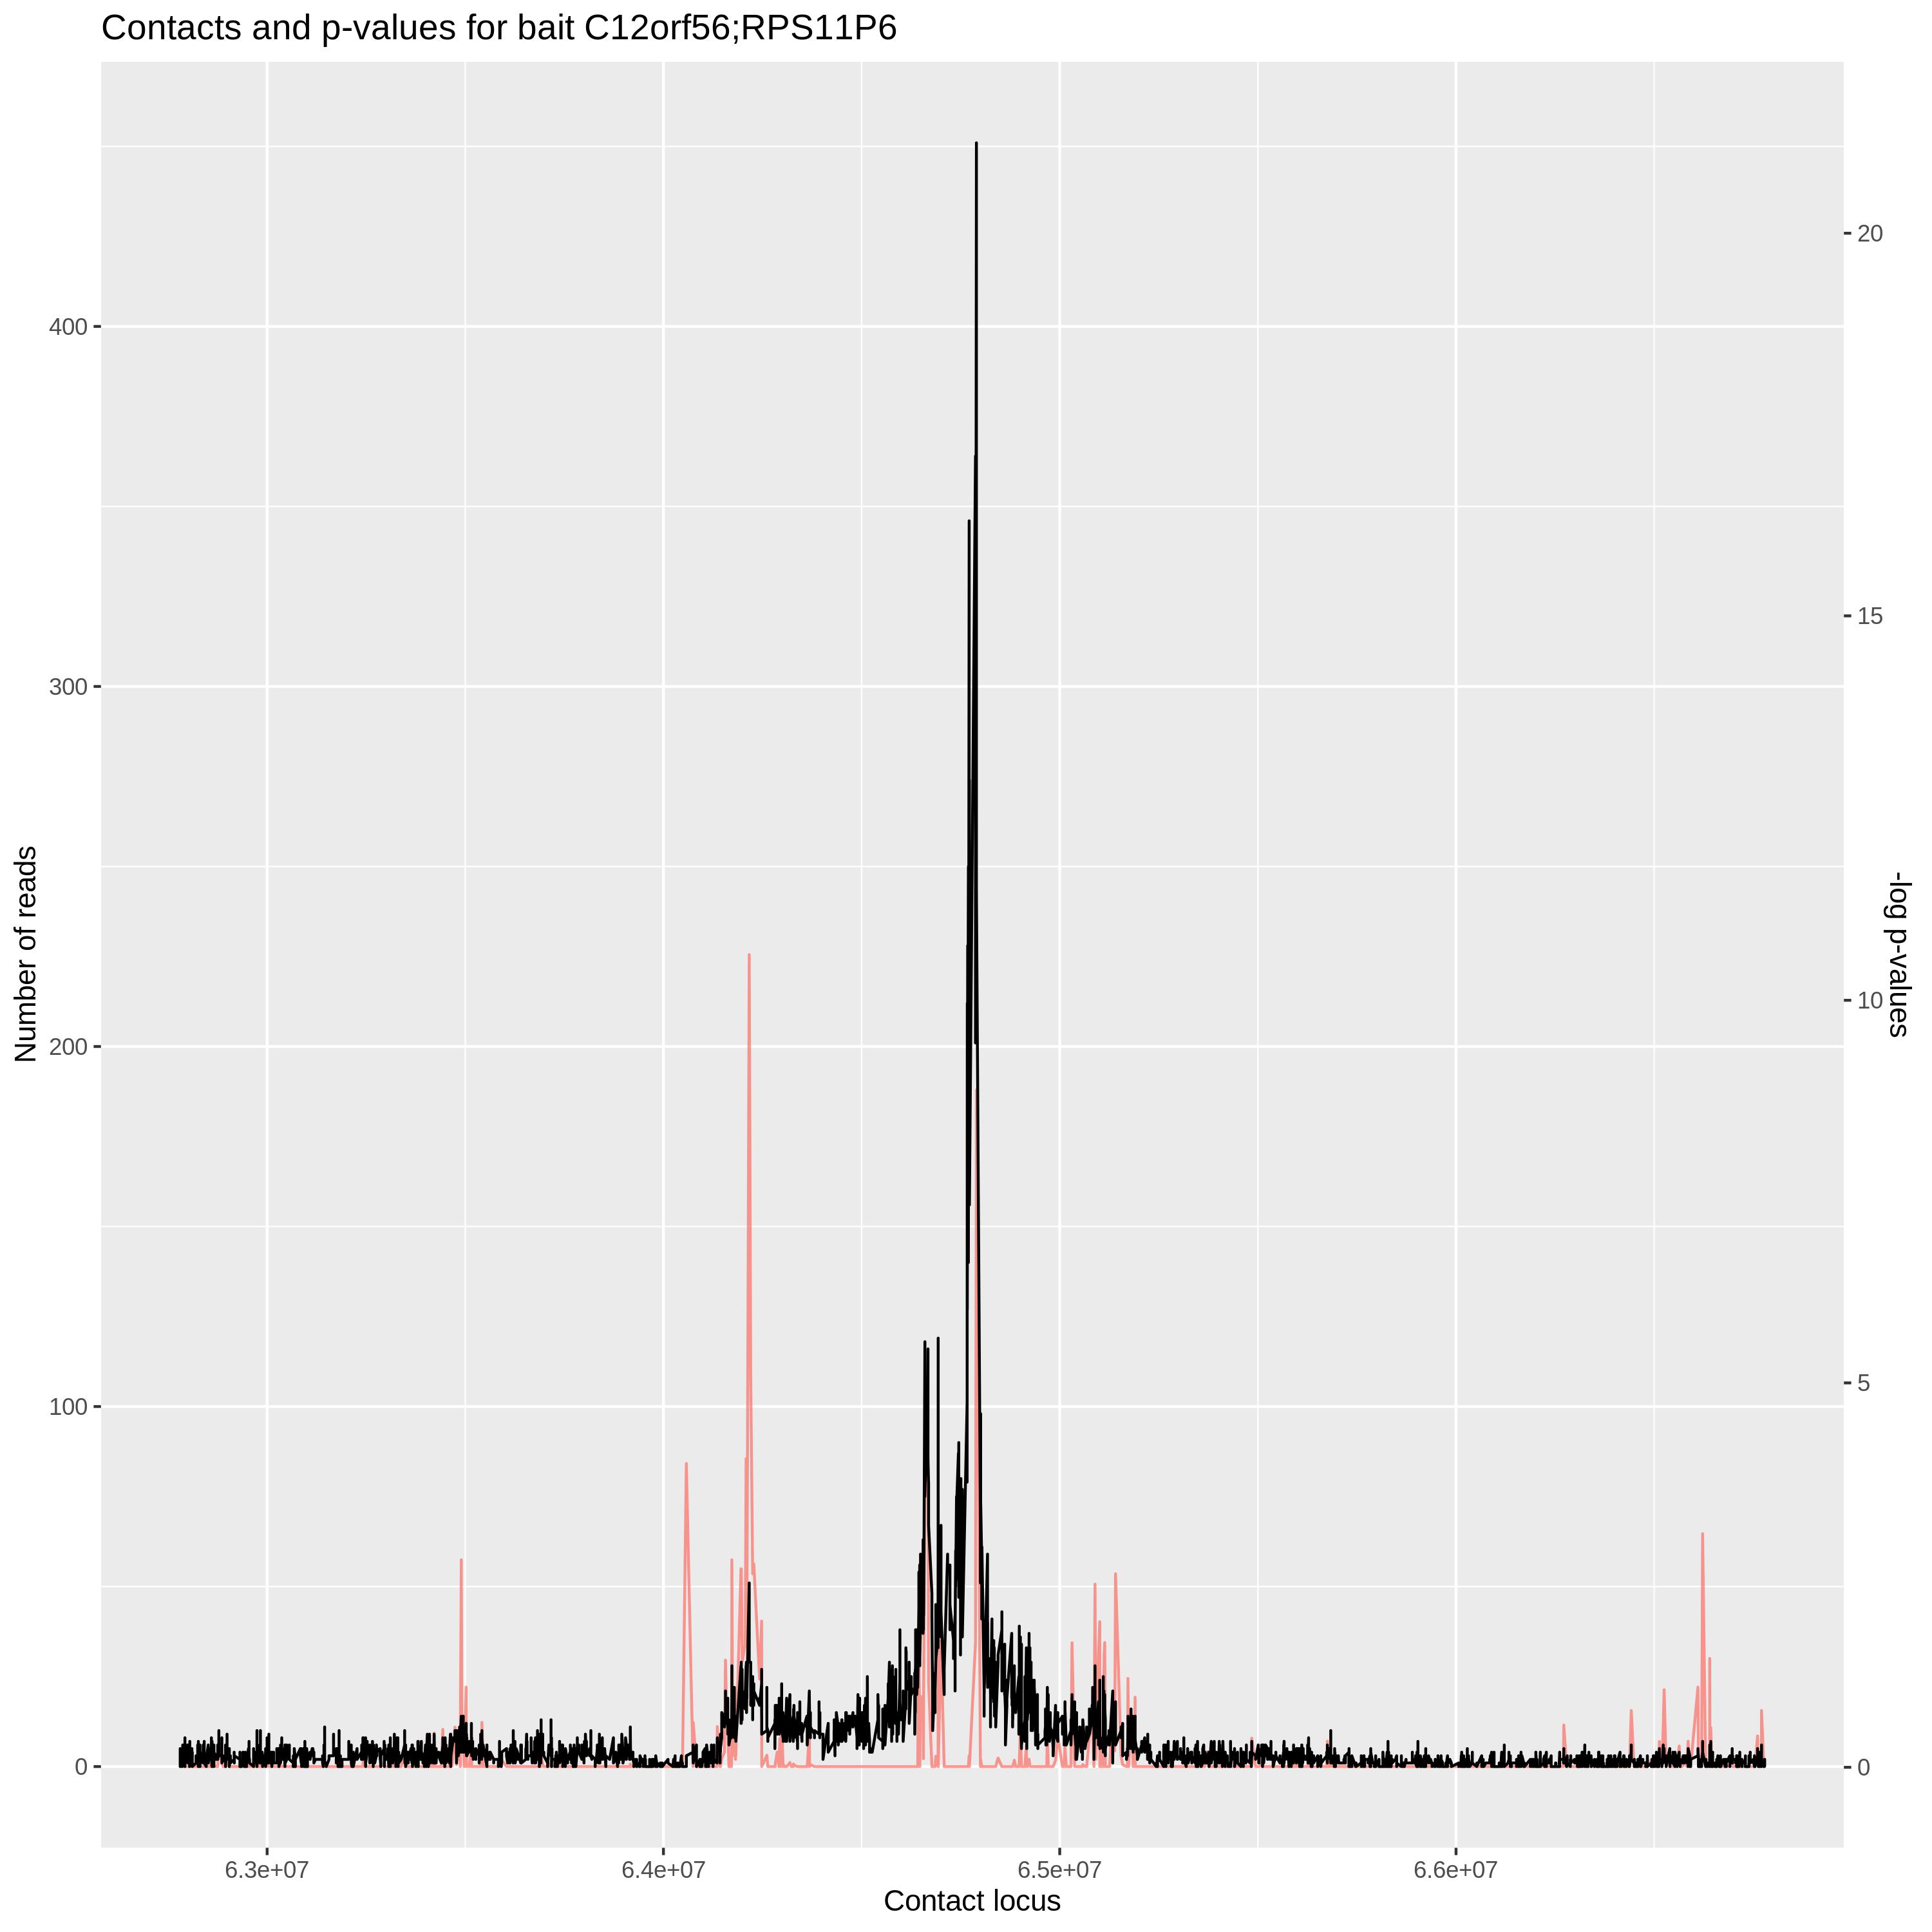 Contacts and p-values for bait C12orf56;RPS11P6
Number of reads
400
300
200
100
0
20
15
10
5
0
-log p-values
6.3e+07
6.4e+07
6.5e+07
6.6e+07
Contact locus